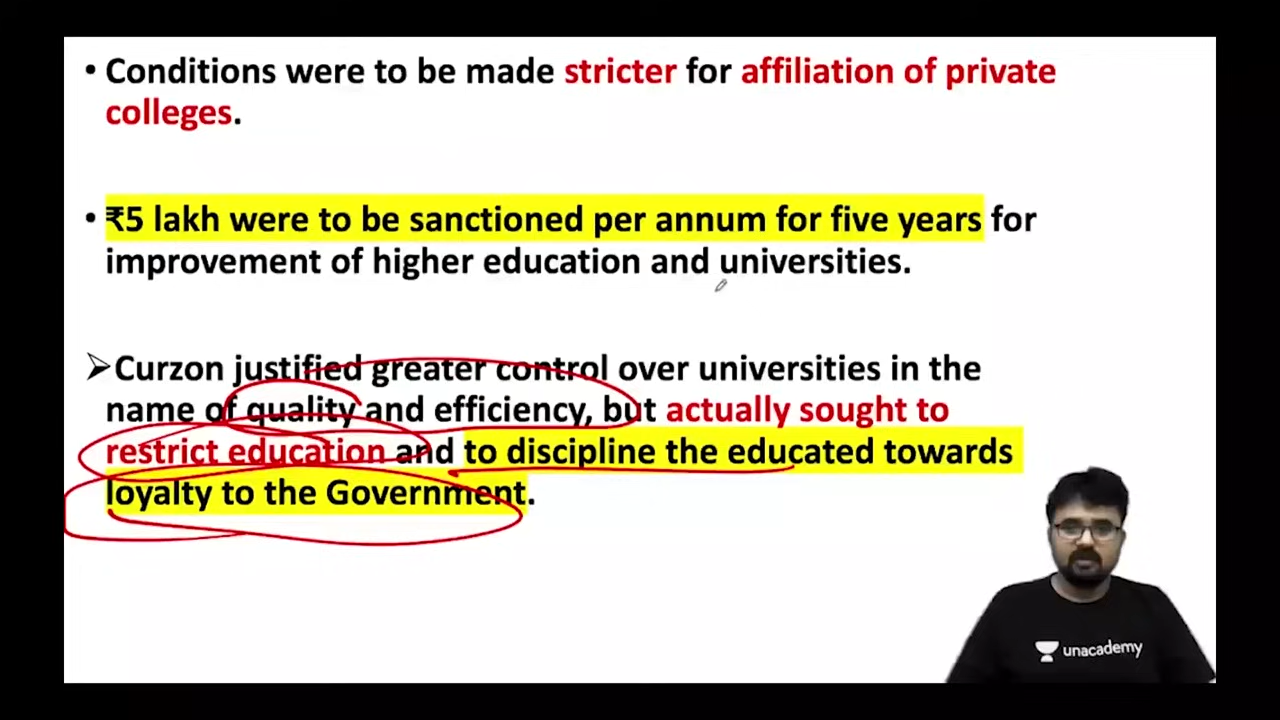 • Conditions were to be made stricter for affiliation of private
colleges.
• ₹5 lakh were to be sanctioned per annum for five years for
improvement of higher education and universities.
➢Curzon justified greater control over universities in the
name of quality and efficiency, but actually sought to
restrict education and to discipline the educated towards
loyalty to the Government.
unacademy